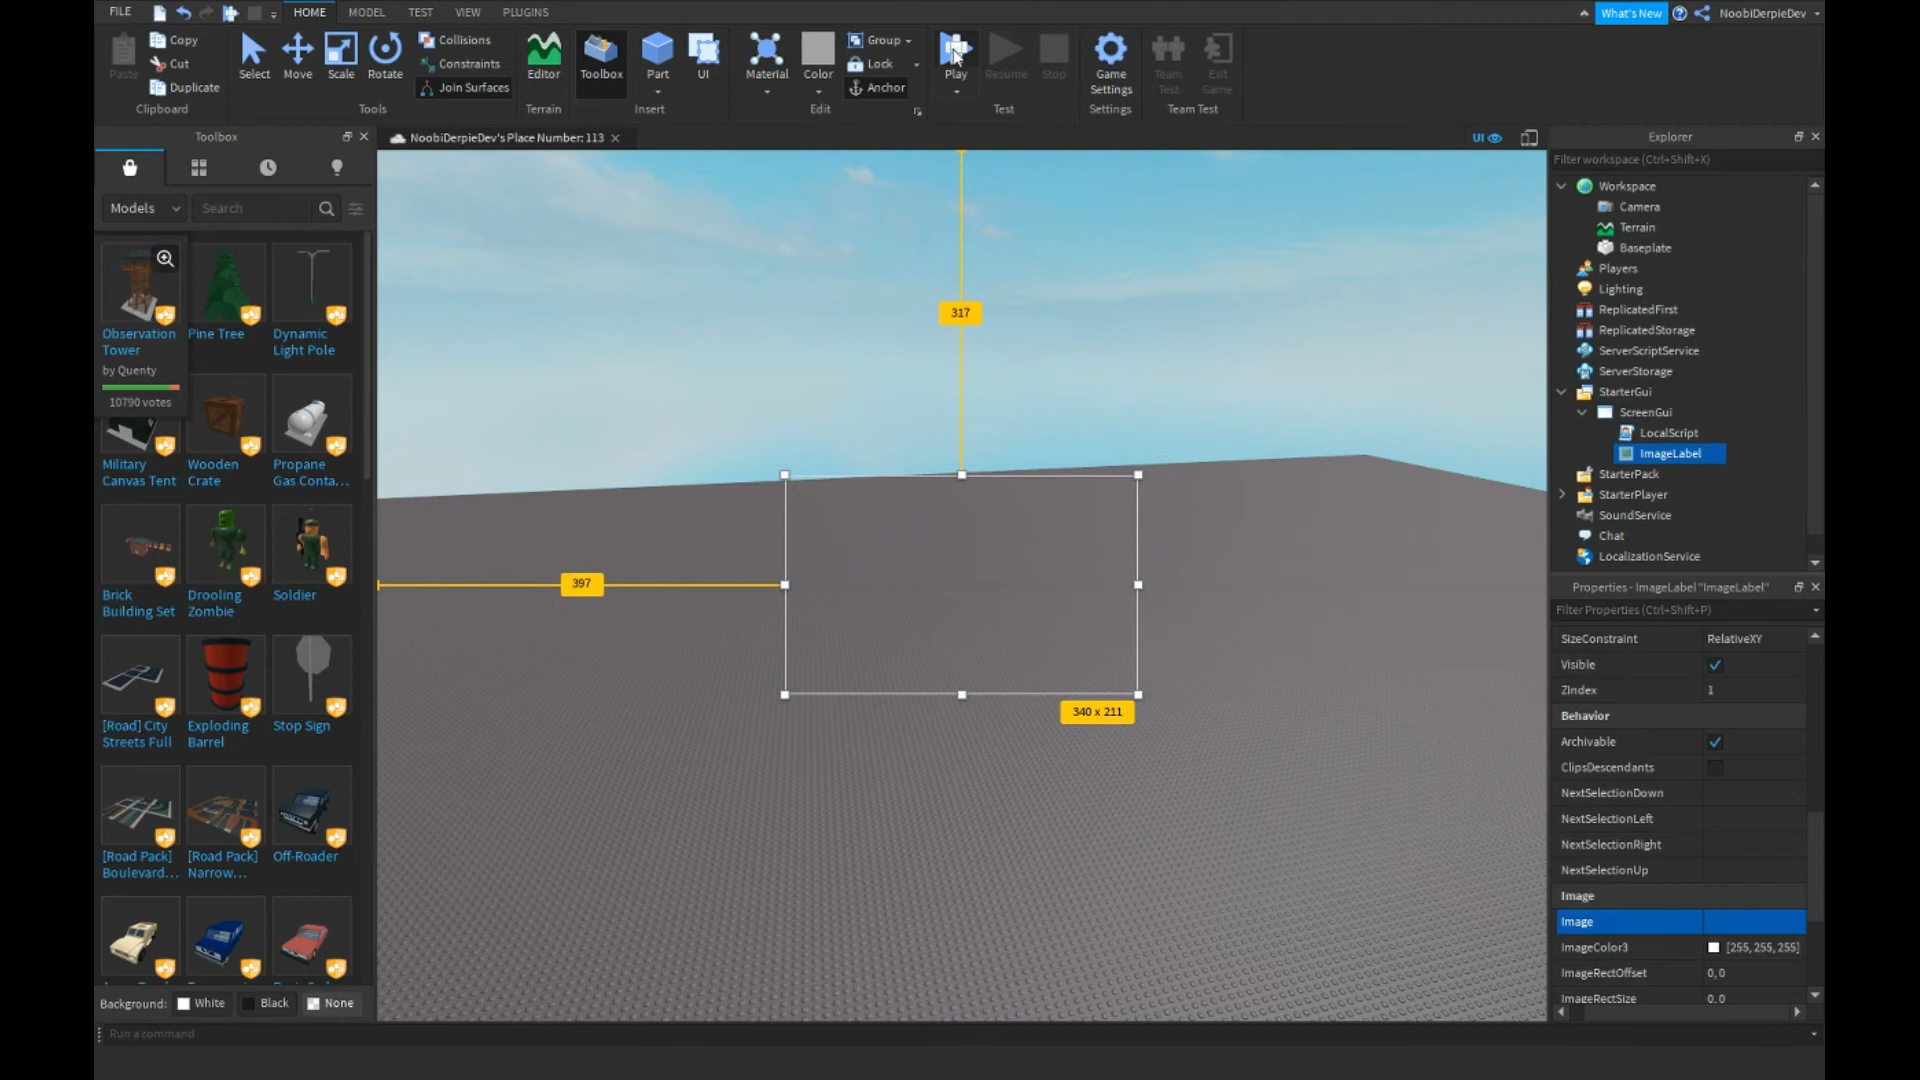 FILE HOME MODEL TEST VIEW PLUGINS What's New NoobiDerpieDev
Paste Copy Cut Duplicate
Clipboard
Select Move Scale Rotate Collisions Constraints Join Surfaces
Tools
Editor
Terrain
Toolbox Part UI
Insert
Material Color Group Lock Anchor
Edit
Play Resume Stop
Test
Game Settings
Settings
Team Test Exit Game
Team Test
Toolbox
NoobiDerpieDev's Place Number: 113
UI
Models Search
Observation Tower
by Quenty
10790 votes
Pine Tree
Dynamic Light Pole
Military Canvas Tent
Wooden Crate
Propane Gas Conta...
Brick Building Set
Drooling Zombie
Soldier
[Road] City Streets Full
Exploding Barrel
Stop Sign
[Road Pack] Boulevard...
[Road Pack] Narrow...
Off-Roader
Background: White Black None
Run a command
317
397
340 x 211
Explorer
Filter workspace (Ctrl+Shift+X)
Workspace
Camera
Terrain
Baseplate
Players
Lighting
ReplicatedFirst
ReplicatedStorage
ServerScriptService
ServerStorage
StarterGui
ScreenGui
LocalScript
ImageLabel
StarterPack
StarterPlayer
SoundService
Chat
LocalizationService
Properties - ImageLabel "ImageLabel"
Filter Properties (Ctrl+Shift+P)
SizeConstraint RelativeXY
Visible
ZIndex 1
Behavior
Archivable
ClipsDescendants
NextSelectionDown
NextSelectionLeft
NextSelectionRight
NextSelectionUp
Image
Image
ImageColor3 [255, 255, 255]
ImageRectOffset 0, 0
ImageRectSize 0, 0